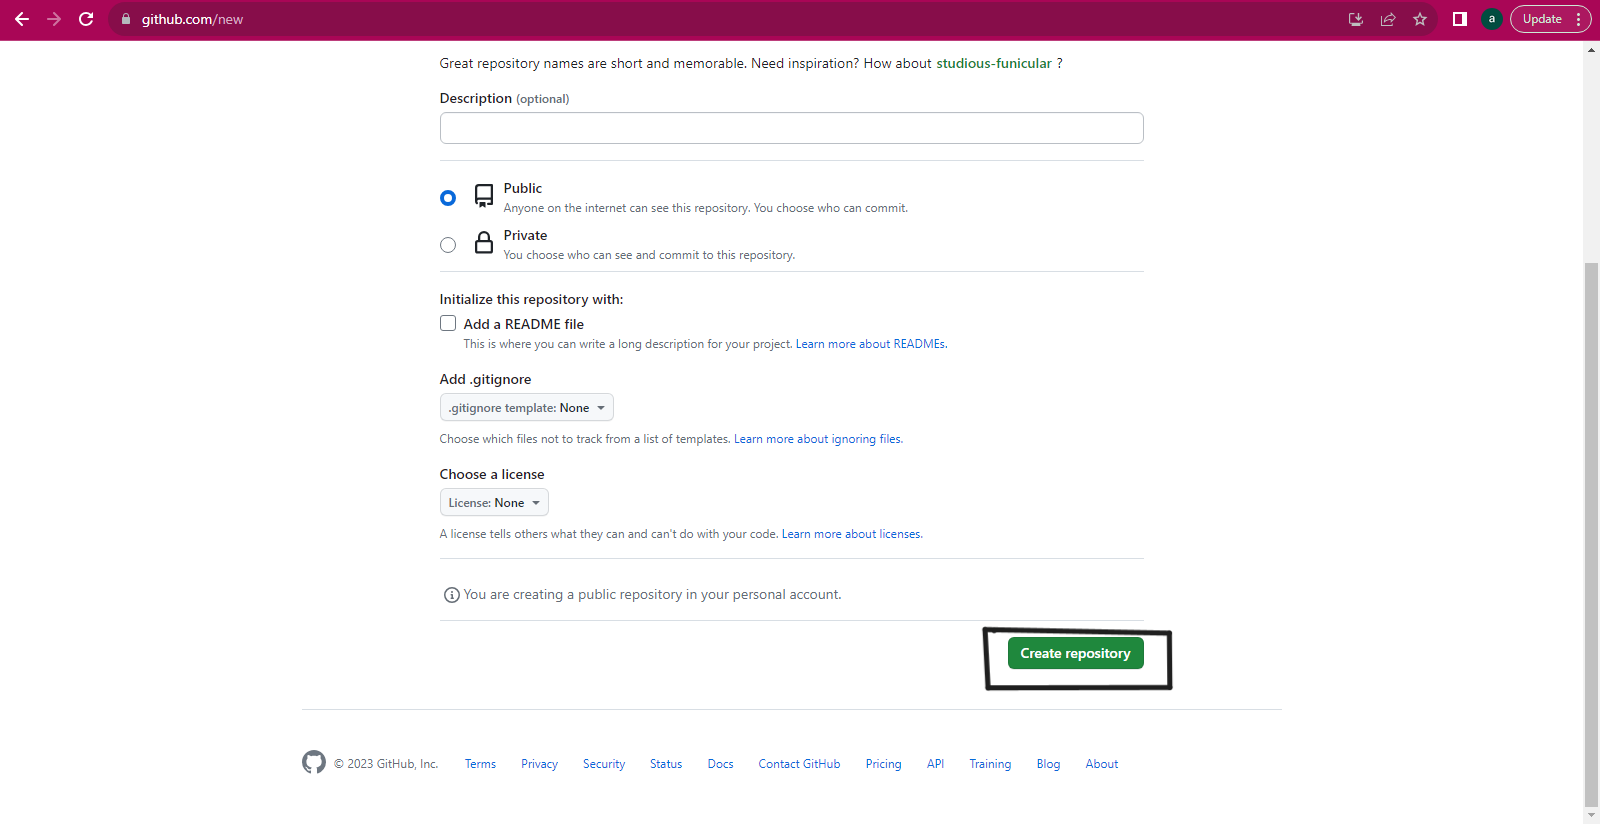 github.com/new
a
Update
Great repository names are short and memorable. Need inspiration? How about studious-funicular ?
Description (optional)
Public
Anyone on the internet can see this repository. You choose who can commit.
Private
You choose who can see and commit to this repository.
Initialize this repository with:
Add a README file
This is where you can write a long description for your project. Learn more about READMEs.
Add .gitignore
.gitignore template: None
Choose which files not to track from a list of templates. Learn more about ignoring files.
Choose a license
License: None
A license tells others what they can and can't do with your code. Learn more about licenses.
You are creating a public repository in your personal account.
Create repository
© 2023 GitHub, Inc. Terms Privacy Security Status Docs Contact GitHub Pricing API Training Blog About